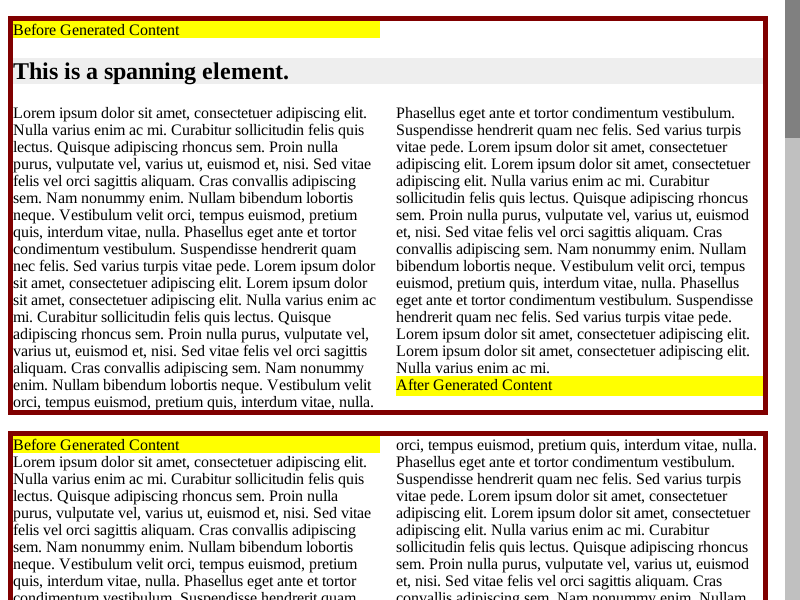 Before Generated Content
This is a spanning element.
Lorem ipsum dolor sit amet, consectetuer adipiscing elit.
Nulla varius enim ac mi. Curabitur sollicitudin felis quis
lectus. Quisque adipiscing rhoncus sem. Proin nulla
purus, vulputate vel, varius ut, euismod et, nisi. Sed vitae
felis vel orci sagittis aliquam. Cras convallis adipiscing
sem. Nam nonummy enim. Nullam bibendum lobortis
neque. Vestibulum velit orci, tempus euismod, pretium
quis, interdum vitae, nulla. Phasellus eget ante et tortor
condimentum vestibulum. Suspendisse hendrerit quam
nec felis. Sed varius turpis vitae pede. Lorem ipsum dolor
sit amet, consectetuer adipiscing elit. Lorem ipsum dolor
sit amet, consectetuer adipiscing elit. Nulla varius enim ac
mi. Curabitur sollicitudin felis quis lectus. Quisque
adipiscing rhoncus sem. Proin nulla purus, vulputate vel,
varius ut, euismod et, nisi. Sed vitae felis vel orci sagittis
aliquam. Cras convallis adipiscing sem. Nam nonummy
enim. Nullam bibendum lobortis neque. Vestibulum velit
orci, tempus euismod, pretium quis, interdum vitae, nulla.
Phasellus eget ante et tortor condimentum vestibulum.
Suspendisse hendrerit quam nec felis. Sed varius turpis
vitae pede. Lorem ipsum dolor sit amet, consectetuer
adipiscing elit. Lorem ipsum dolor sit amet, consectetuer
adipiscing elit. Nulla varius enim ac mi. Curabitur
sollicitudin felis quis lectus. Quisque adipiscing rhoncus
sem. Proin nulla purus, vulputate vel, varius ut, euismod
et, nisi. Sed vitae felis vel orci sagittis aliquam. Cras
convallis adipiscing sem. Nam nonummy enim. Nullam
bibendum lobortis neque. Vestibulum velit orci, tempus
euismod, pretium quis, interdum vitae, nulla. Phasellus
eget ante et tortor condimentum vestibulum. Suspendisse
hendrerit quam nec felis. Sed varius turpis vitae pede.
Lorem ipsum dolor sit amet, consectetuer adipiscing elit.
Lorem ipsum dolor sit amet, consectetuer adipiscing elit.
Nulla varius enim ac mi.
After Generated Content
Before Generated Content
Lorem ipsum dolor sit amet, consectetuer adipiscing elit.
Nulla varius enim ac mi. Curabitur sollicitudin felis quis
lectus. Quisque adipiscing rhoncus sem. Proin nulla
purus, vulputate vel, varius ut, euismod et, nisi. Sed vitae
felis vel orci sagittis aliquam. Cras convallis adipiscing
sem. Nam nonummy enim. Nullam bibendum lobortis
neque. Vestibulum velit orci, tempus euismod, pretium
quis, interdum vitae, nulla. Phasellus eget ante et tortor
condimentum vestibulum. Suspendisse hendrerit quam
orci, tempus euismod, pretium quis, interdum vitae, nulla.
Phasellus eget ante et tortor condimentum vestibulum.
Suspendisse hendrerit quam nec felis. Sed varius turpis
vitae pede. Lorem ipsum dolor sit amet, consectetuer
adipiscing elit. Lorem ipsum dolor sit amet, consectetuer
adipiscing elit. Nulla varius enim ac mi. Curabitur
sollicitudin felis quis lectus. Quisque adipiscing rhoncus
sem. Proin nulla purus, vulputate vel, varius ut, euismod
et, nisi. Sed vitae felis vel orci sagittis aliquam. Cras
convallis adipiscing sem. Nam nonummy enim. Nullam